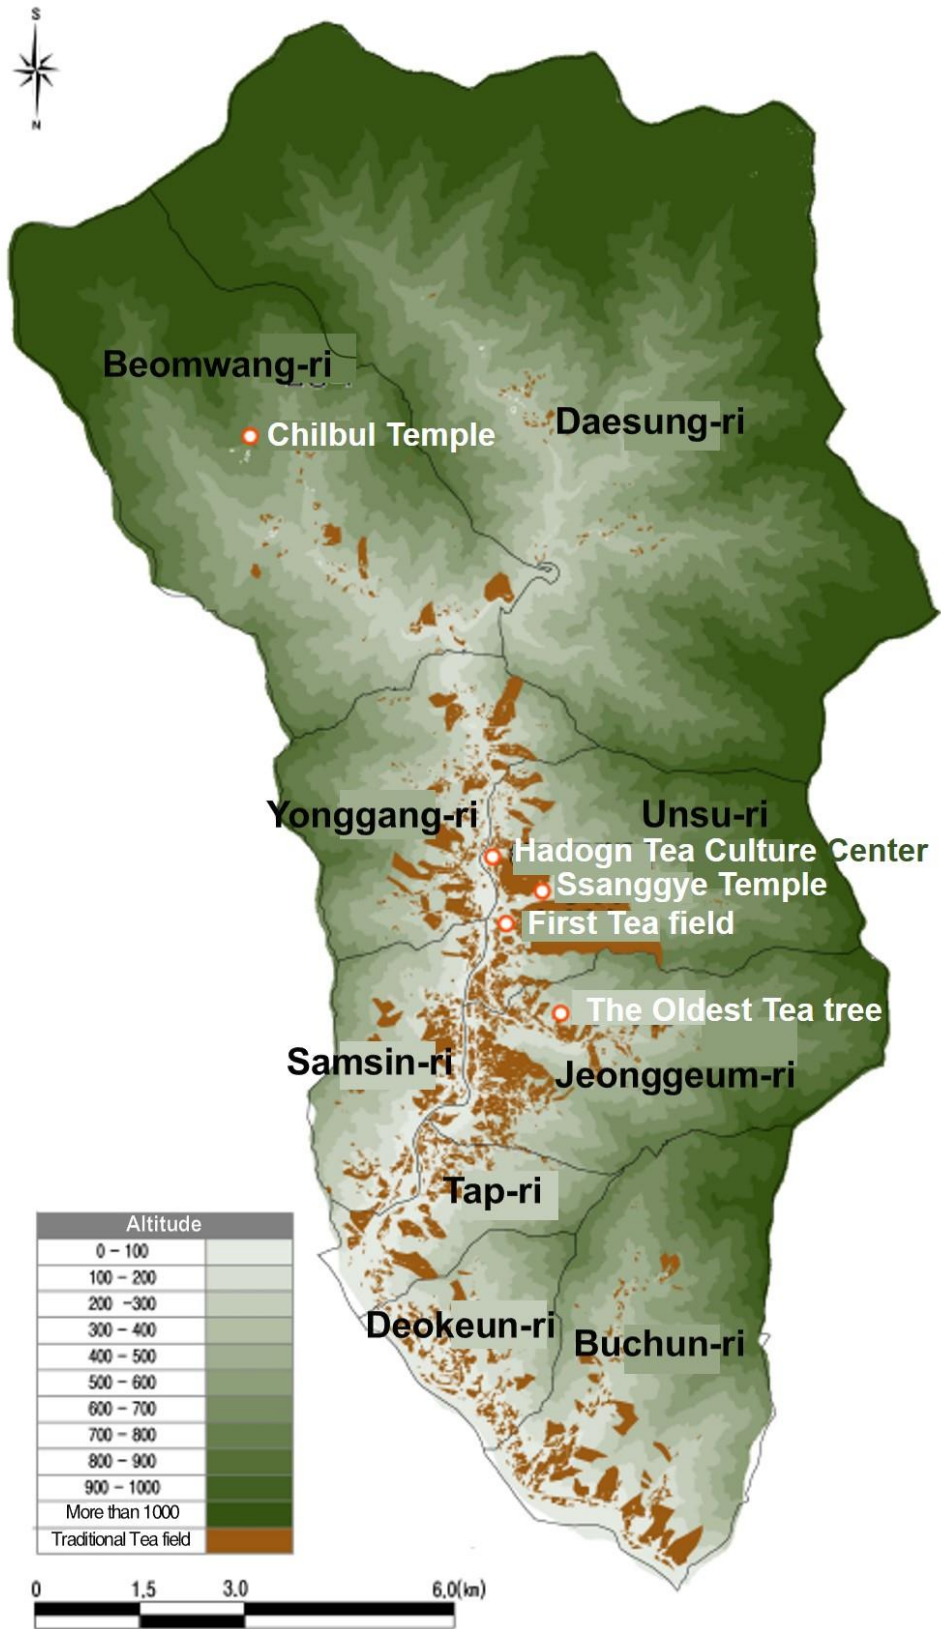 S
N
Beomwang-ri
Daesung-ri
Chilbul Temple
Yonggang-ri
Unsu-ri
Hadogn Tea Culture Center
Ssanggye Temple
First Tea field
The Oldest Tea tree
Samsin-ri
Jeonggeum-ri
Tap-ri
Deokeun-ri
Buchun-ri
Altitude
0 - 100
100 - 200
200 -300
300 - 400
400 - 500
500 - 600
600 - 700
700 - 800
800 - 900
900 - 1000
More than 1000
Traditional Tea field
0 1,5 3.0 6,0(km)